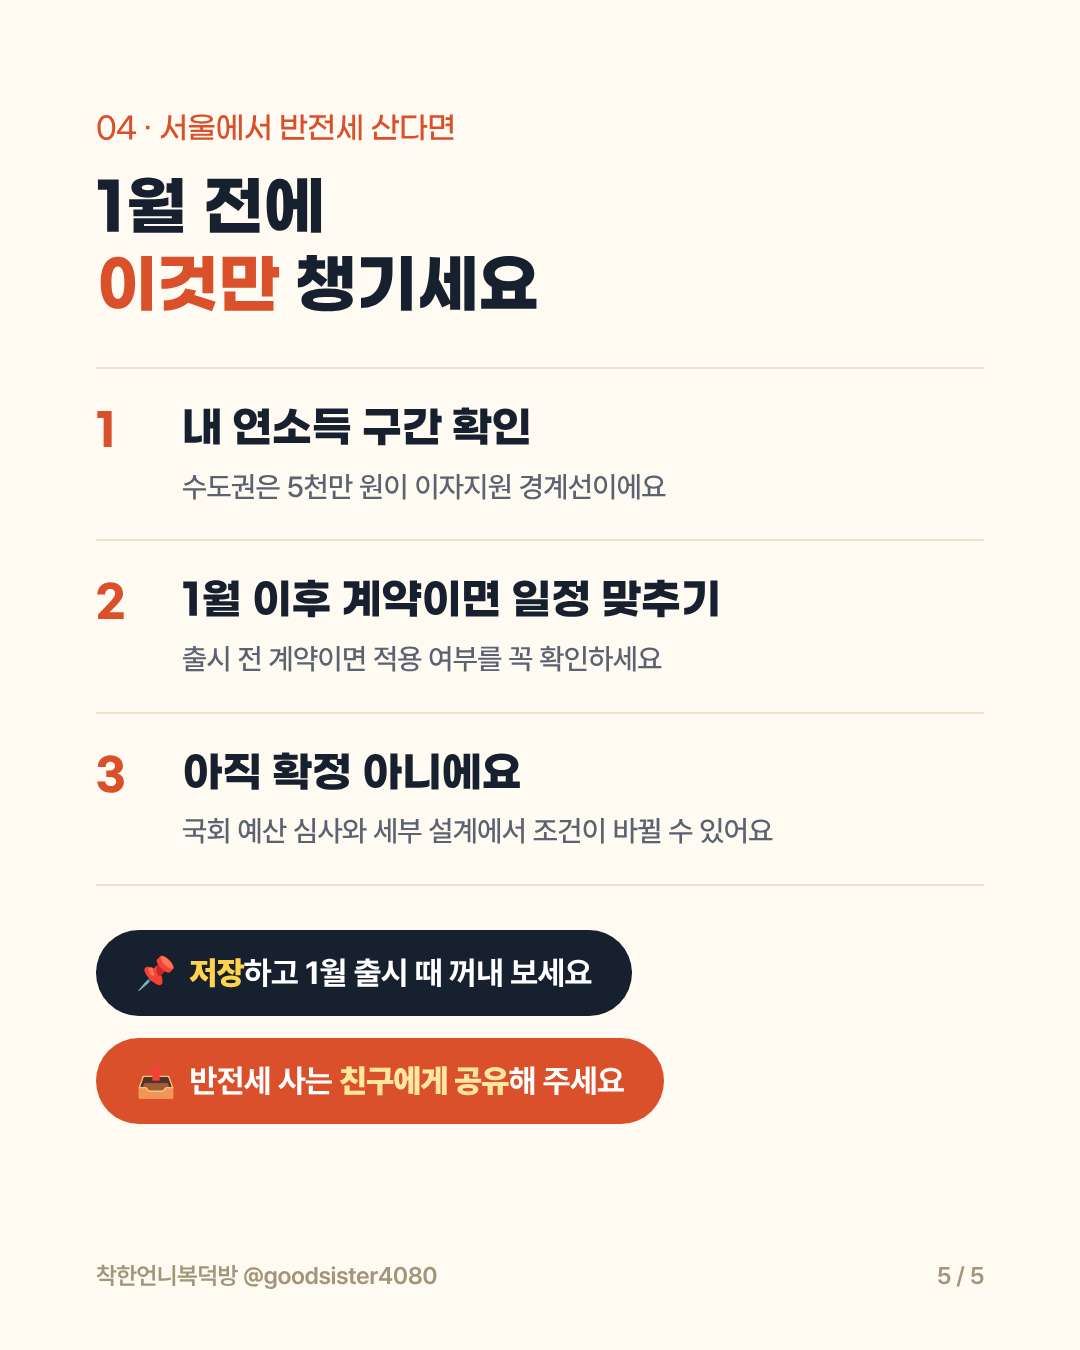 04 · 서울에서 반전세 산다면
1월 전에
이것만 챙기세요
1 내 연소득 구간 확인
수도권은 5천만 원이 이자지원 경계선이에요
2 1월 이후 계약이면 일정 맞추기
출시 전 계약이면 적용 여부를 꼭 확인하세요
3 아직 확정 아니에요
국회 예산 심사와 세부 설계에서 조건이 바뀔 수 있어요
📌 저장하고 1월 출시 때 꺼내 보세요
📤 반전세 사는 친구에게 공유해 주세요
착한언니복덕방 @goodsister4080
5 / 5